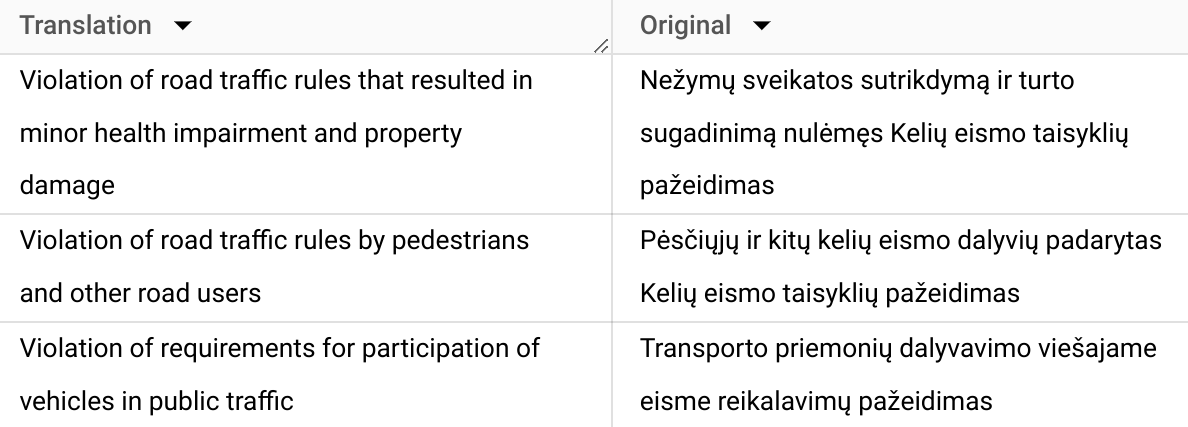 Translation
Original
Violation of road traffic rules that resulted in
minor health impairment and property
damage
Nežymų sveikatos sutrikdymą ir turto
sugadinimą nulėmęs Kelių eismo taisyklių
pažeidimas
Violation of road traffic rules by pedestrians
and other road users
Pėsčiųjų ir kitų kelių eismo dalyvių padarytas
Kelių eismo taisyklių pažeidimas
Violation of requirements for participation of
vehicles in public traffic
Transporto priemonių dalyvavimo viešajame
eisme reikalavimų pažeidimas